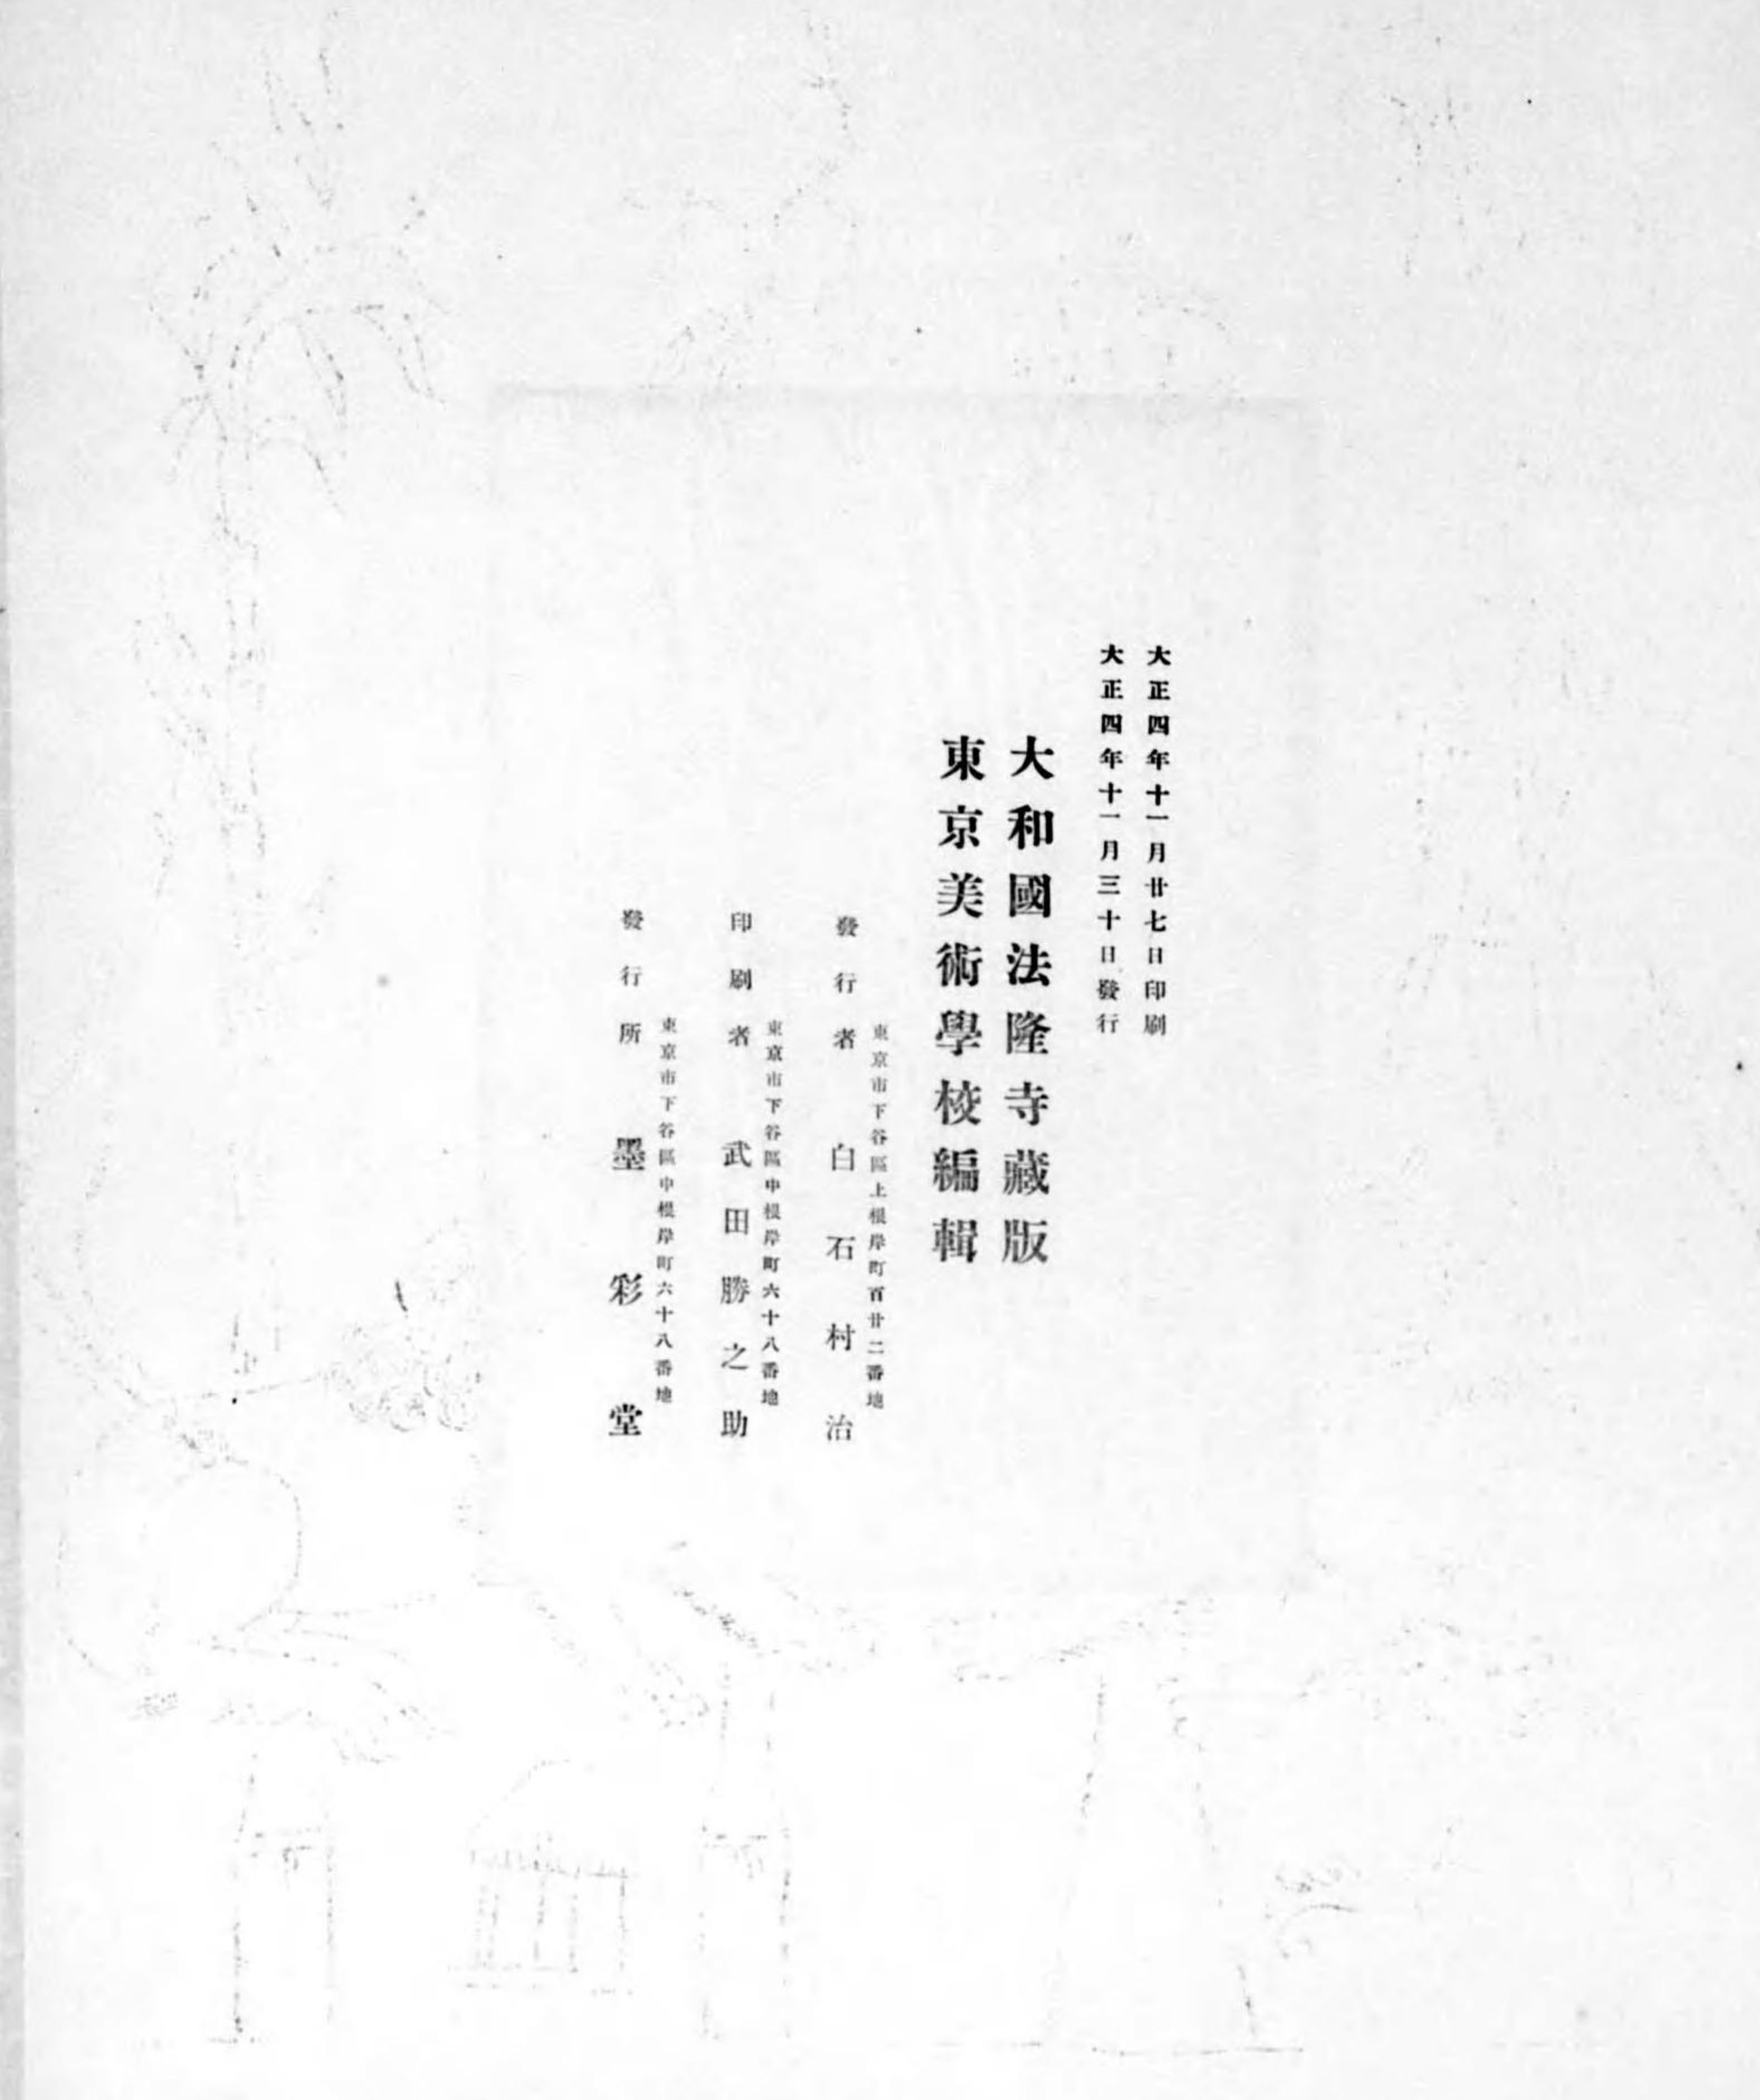 大正四年十一月廿七日印刷
大正四年十一月三十日發行
大和國法隆寺藏版
東京美術學校編輯
東京市下谷區上根岸町百廿二番地
發行者　白石村治
東京市下谷區中根岸町六十八番地
印刷者　武田勝之助
東京市下谷區中根岸町六十八番地
發行所　墨彩堂